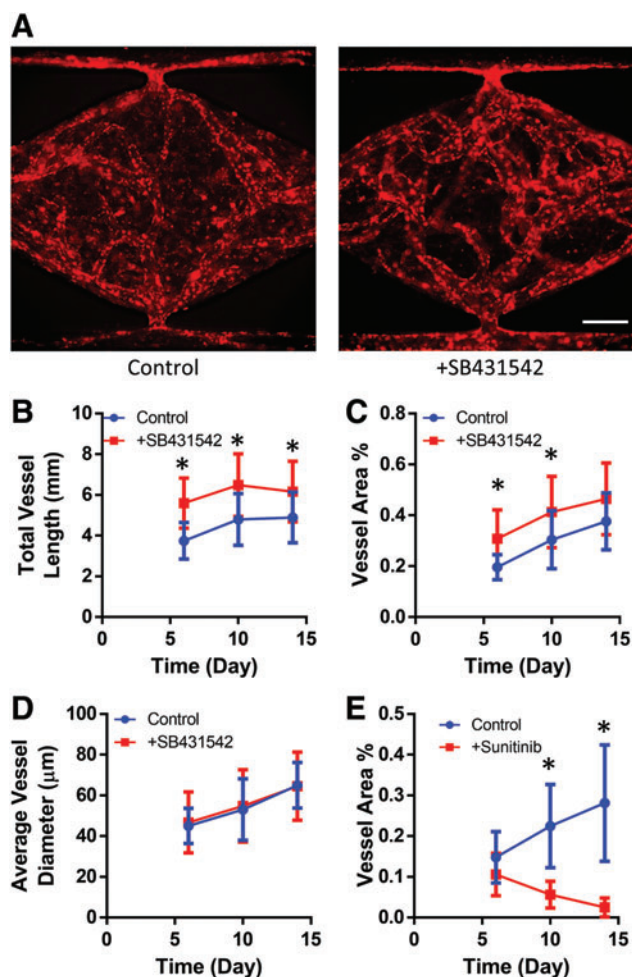 A
Control
+SB431542
B
Control
+SB431542
*
*
*
Total Vessel
Length (mm)
10
8
6
4
2
0
0
5
10
15
Time (Day)
C
Control
+SB431542
*
*
Vessel Area %
0.8
0.6
0.4
0.2
0.0
0
5
10
15
Time (Day)
D
Control
+SB431542
Average Vessel
Diameter (μm)
100
80
60
40
20
0
0
5
10
15
Time (Day)
E
Control
+Sunitinib
*
*
Vessel Area %
0.5
0.4
0.3
0.2
0.1
0.0
0
5
10
15
Time (Day)